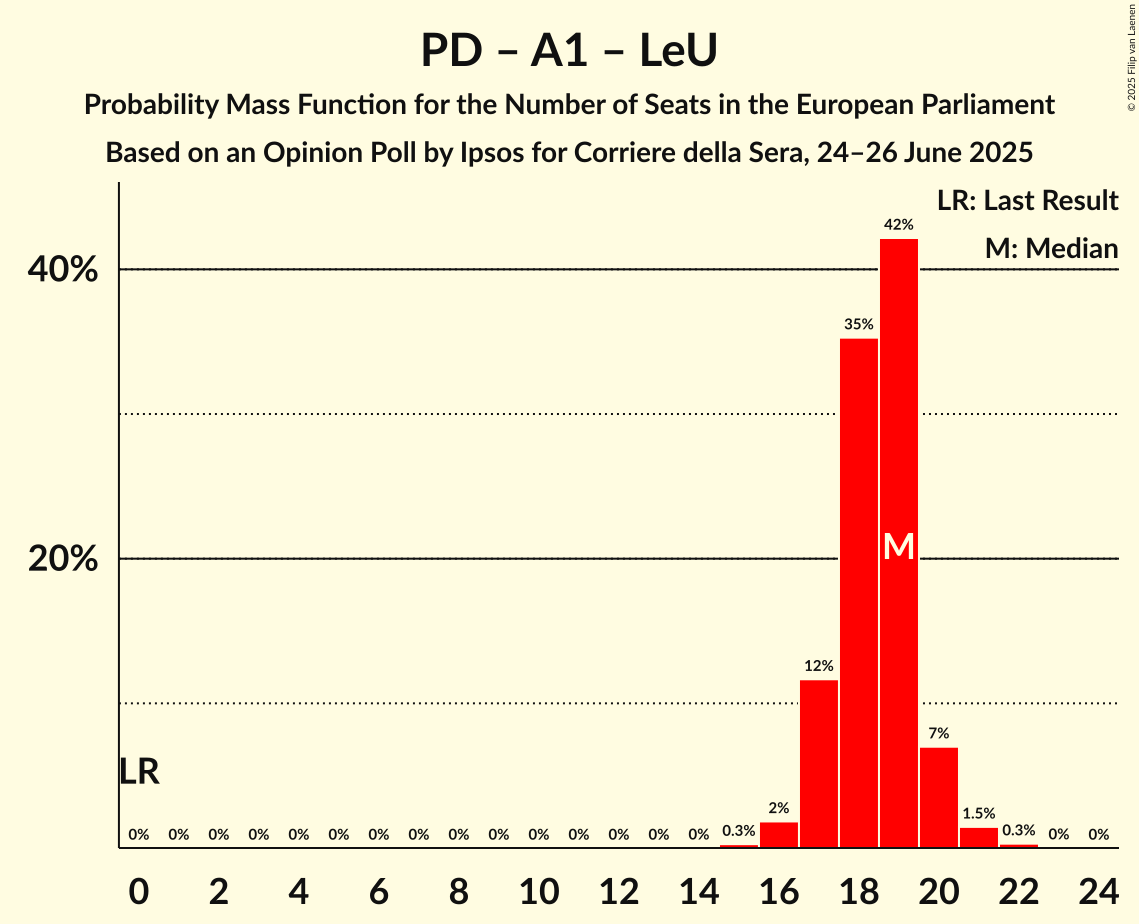 PD – A1 – LeU
Probability Mass Function for the Number of Seats in the European Parliament
Based on an Opinion Poll by Ipsos for Corriere della Sera, 24–26 June 2025
© 2025 Filip van Laenen
LR: Last Result
M: Median
42%
40%
35%
M
20%
12%
7%
LR
0% 0% 0% 0% 0% 0% 0% 0% 0% 0% 0% 0% 0% 0% 0% 0.3% 2% 1.5% 0.3% 0% 0%
0 2 4 6 8 10 12 14 16 18 20 22 24